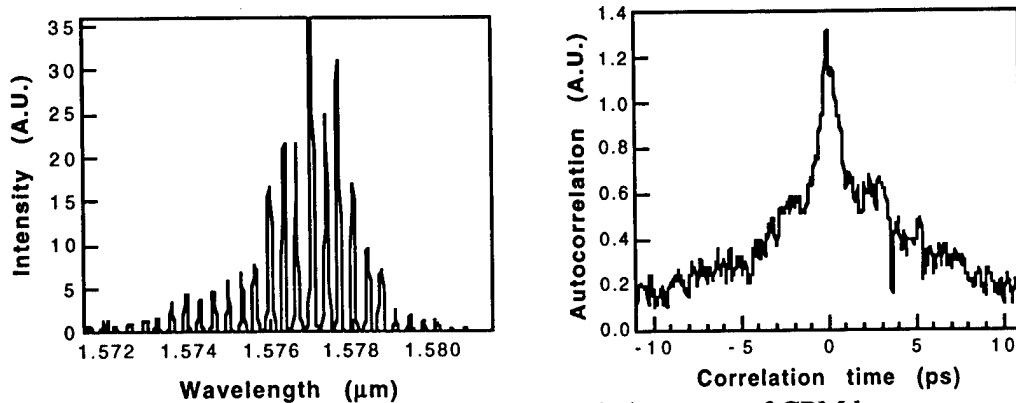 35
30
25
20
15
10
5
0
Intensity (A.U.)
1.572 1.574 1.576 1.578 1.580
Wavelength (μm)
1.4
1.2
1.0
0.8
0.6
0.4
0.2
0.0
Autocorrelation (A.U.)
-10 -5 0 5 10
Correlation time (ps)